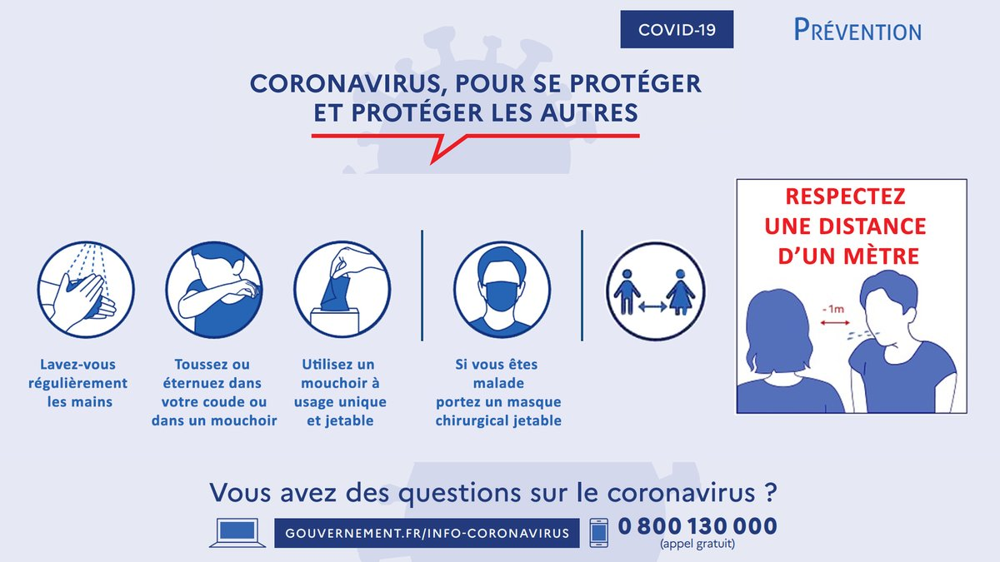 COVID-19
PRÉVENTION
CORONAVIRUS, POUR SE PROTÉGER
ET PROTÉGER LES AUTRES
RESPECTEZ
UNE DISTANCE
D'UN MÈTRE
- 1m
Lavez-vous
régulièrement
les mains
Toussez ou
éternuez dans
votre coude ou
dans un mouchoir
Utilisez un
mouchoir à
usage unique
et jetable
Si vous êtes
malade
portez un masque
chirurgical jetable
Vous avez des questions sur le coronavirus ?
GOUVERNEMENT.FR/INFO-CORONAVIRUS
0 800 130 000
(appel gratuit)